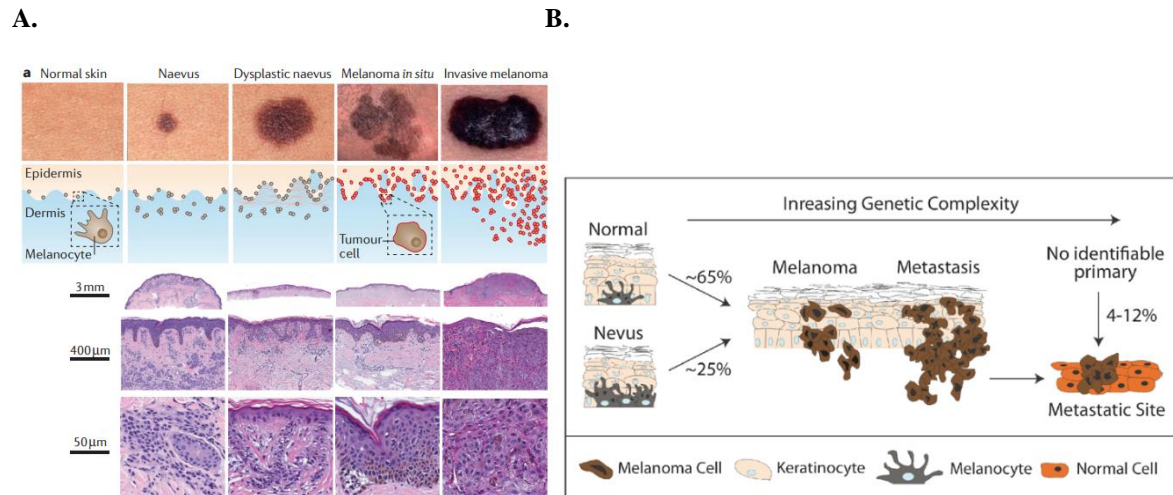 A.
B.
a Normal skin
Naevus
Dysplastic naevus
Melanoma in situ
Invasive melanoma
Epidermis
Dermis
Melanocyte
Tumour
cell
3 mm
400 µm
50 µm
Inreasing Genetic Complexity
Normal
~65%
Nevus
~25%
Melanoma
Metastasis
No identifiable
primary
4-12%
Metastatic Site
Melanoma Cell
Keratinocyte
Melanocyte
Normal Cell